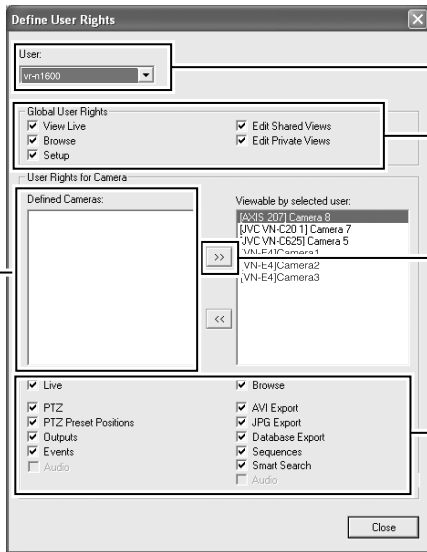 Define User Rights
User:
vr-n1600
Global User Rights
View Live
Edit Shared Views
Browse
Edit Private Views
Setup
User Rights for Camera
Defined Cameras:
Viewable by selected user:
[AXIS 207] Camera 8
[JVC VN-C20 1] Camera 7
[JVC VN-C625] Camera 5
[VN-E4]Camera1
[VN-E4]Camera2
[VN-E4]Camera3
>>
<<
Live
Browse
PTZ
AVI Export
PTZ Preset Positions
JPG Export
Outputs
Database Export
Events
Sequences
Audio
Smart Search
Audio
Close